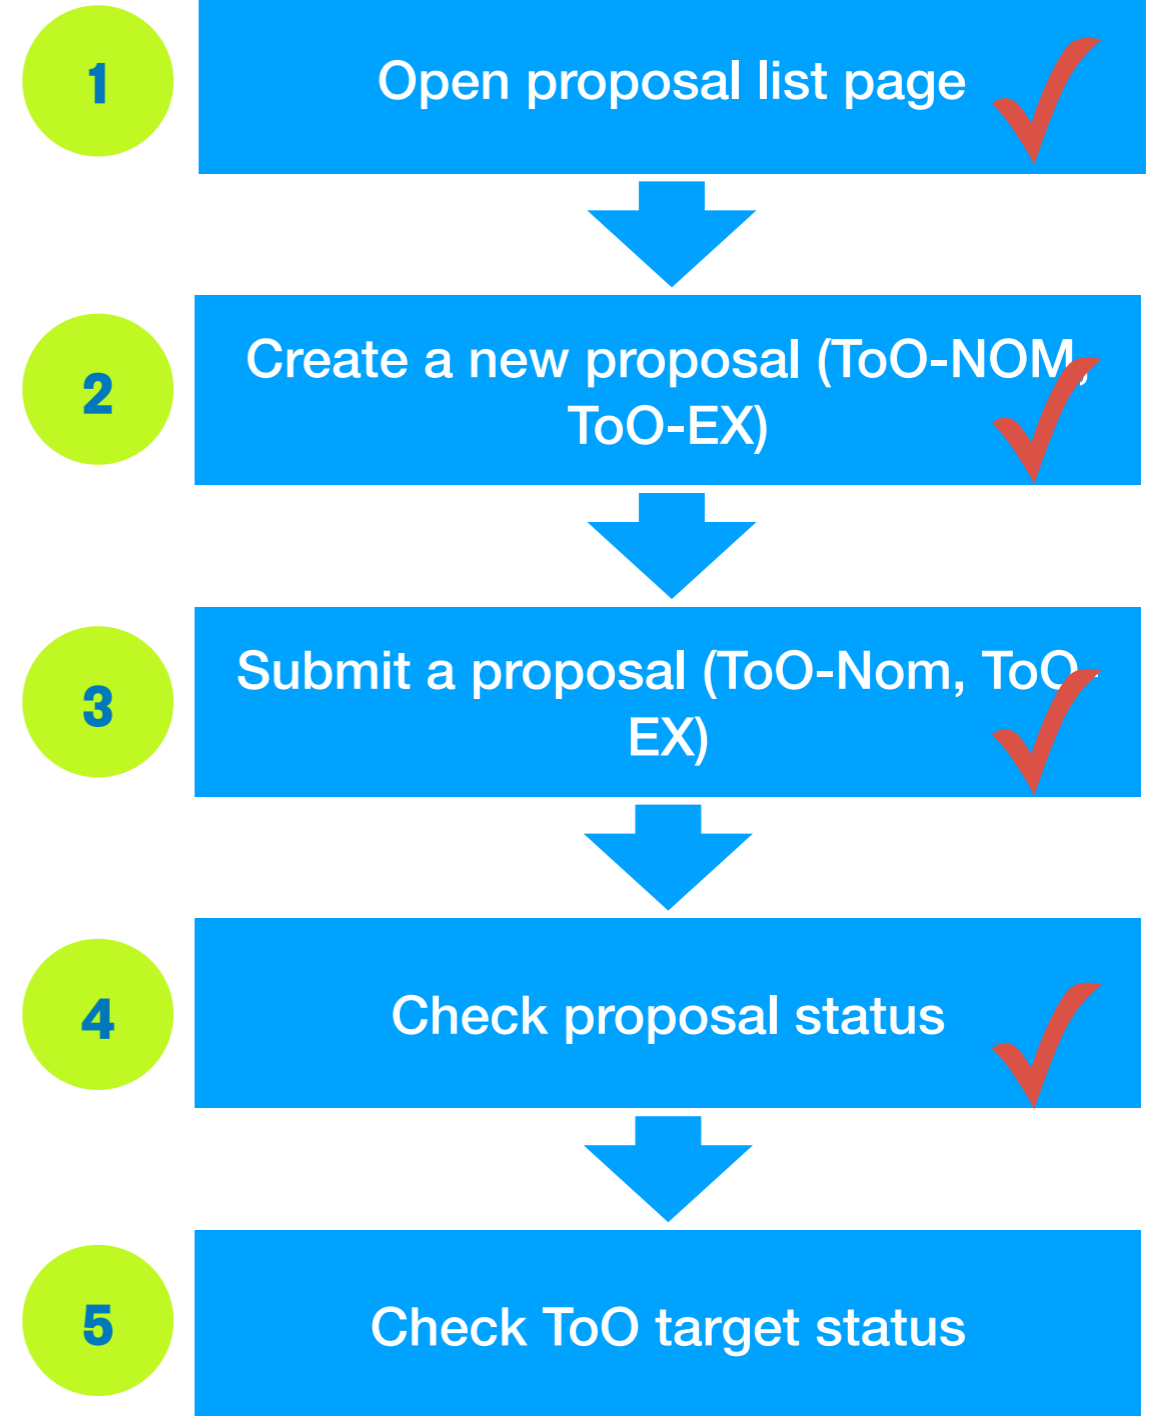 1
Open proposal list page
2
Create a new proposal (ToO-NOM,
ToO-EX)
3
Submit a proposal (ToO-Nom, ToO-
EX)
4
Check proposal status
5
Check ToO target status